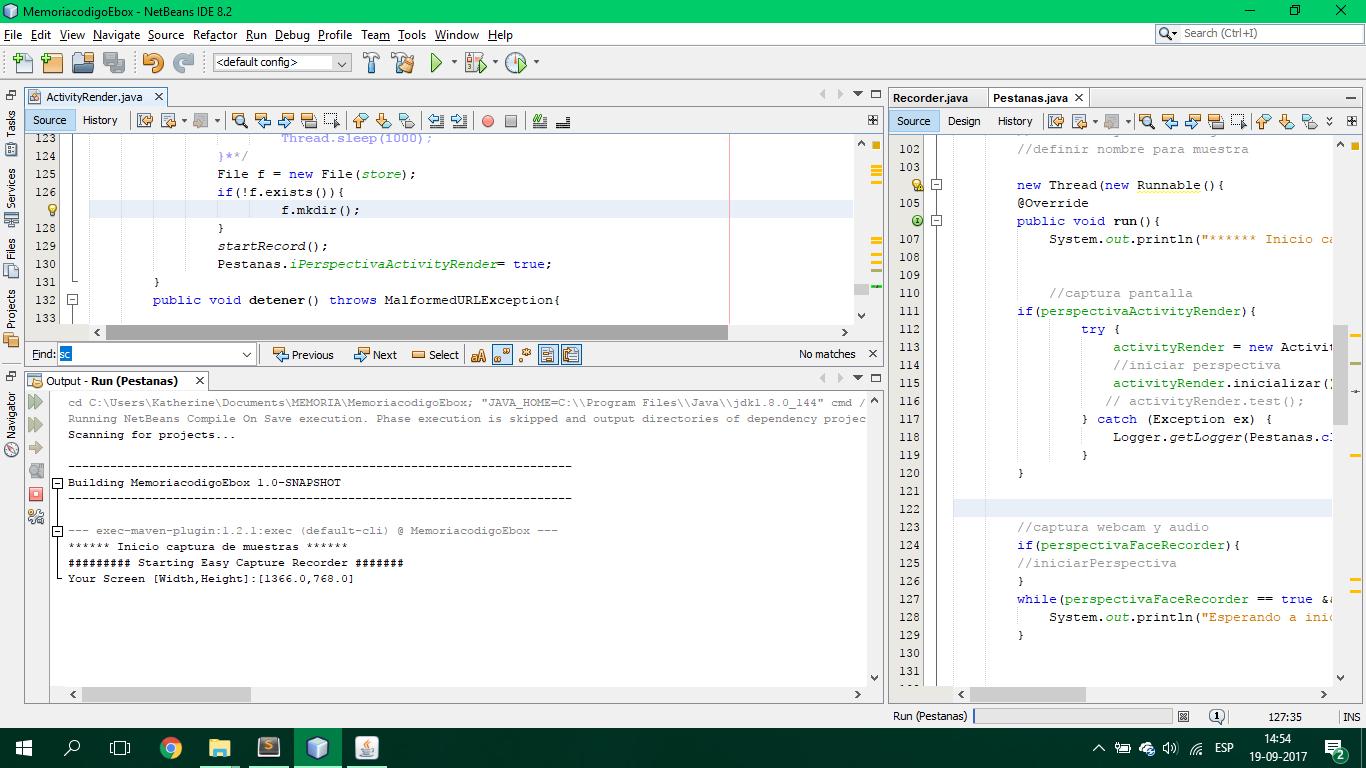 MemoriacodigoEbox - NetBeans IDE 8.2
File Edit View Navigate Source Refactor Run Debug Profile Team Tools Window Help
Search (Ctrl+I)
<default config>
ActivityRender.java
Source History
123 Thread.sleep(1000);
124 }**/
125 File f = new File(store);
126 if(!f.exists()){
f.mkdir();
128 }
129 startRecord();
130 Pestanas.iPerspectivaActivityRender= true;
131 }
132 public void detener() throws MalformedURLException{
133
Find: sc
Previous Next Select aA No matches
Output - Run (Pestanas)
cd C:\Users\Katherine\Documents\MEMORIA\MemoriacodigoEbox; "JAVA_HOME=C:\\Program Files\\Java\\jdk1.8.0_144" cmd /
Running NetBeans Compile On Save execution. Phase execution is skipped and output directories of dependency projec
Scanning for projects...
------------------------------------------------------------------------
Building MemoriacodigoEbox 1.0-SNAPSHOT
------------------------------------------------------------------------
--- exec-maven-plugin:1.2.1:exec (default-cli) @ MemoriacodigoEbox ---
****** Inicio captura de muestras ******
######### Starting Easy Capture Recorder #######
Your Screen [Width,Height]:[1366.0,768.0]
Tasks
Services
Files
Projects
Navigator
Recorder.java Pestanas.java
Source Design History
102 //definir nombre para muestra
103
new Thread(new Runnable(){
105 @Override
public void run(){
107 System.out.println("****** Inicio ca
108
109
110 //captura pantalla
111 if(perspectivaActivityRender){
112 try {
113 activityRender = new Activit
114 //iniciar perspectiva
115 activityRender.inicializar()
116 // activityRender.test();
117 } catch (Exception ex) {
118 Logger.getLogger(Pestanas.cl
119 }
120 }
121
122
123 //captura webcam y audio
124 if(perspectivaFaceRecorder){
125 //iniciarPerspectiva
126 }
127 while(perspectivaFaceRecorder == true &&
128 System.out.println("Esperando a inic
129 }
130
131
Run (Pestanas) 1 127:35 INS
ESP
14:54
19-09-2017
2